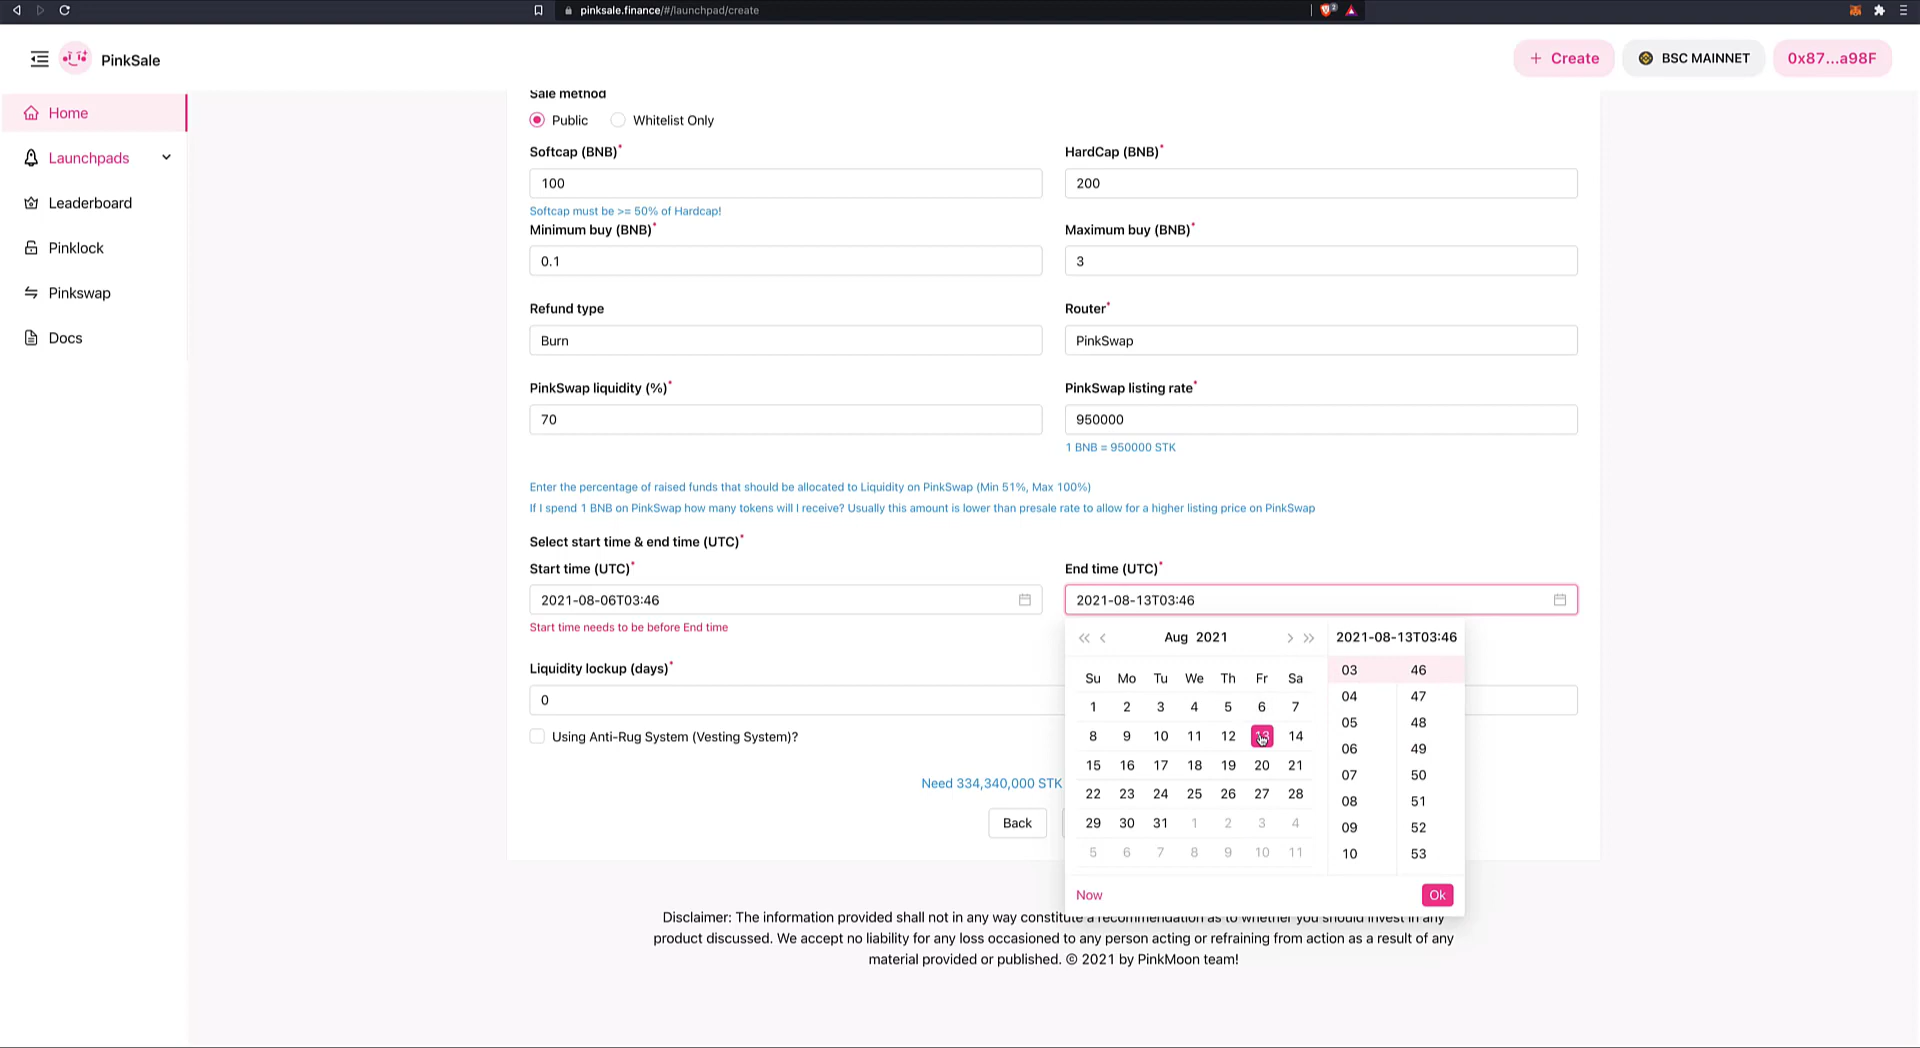 pinksale.finance/#/launchpad/create
2
PinkSale
+ Create
BSC MAINNET
0x87...a98F
Home
Launchpads
Leaderboard
Pinklock
Pinkswap
Docs
Sale method
Public
Whitelist Only
Softcap (BNB)*
HardCap (BNB)*
100
200
Softcap must be >= 50% of Hardcap!
Minimum buy (BNB)*
Maximum buy (BNB)*
0.1
3
Refund type
Router*
Burn
PinkSwap
PinkSwap liquidity (%)*
PinkSwap listing rate*
70
950000
1 BNB = 950000 STK
Enter the percentage of raised funds that should be allocated to Liquidity on PinkSwap (Min 51%, Max 100%)
If I spend 1 BNB on PinkSwap how many tokens will I receive? Usually this amount is lower than presale rate to allow for a higher listing price on PinkSwap
Select start time & end time (UTC)*
Start time (UTC)*
End time (UTC)*
2021-08-06T03:46
2021-08-13T03:46
Start time needs to be before End time
Aug 2021
2021-08-13T03:46
Su Mo Tu We Th Fr Sa
1 2 3 4 5 6 7
8 9 10 11 12 13 14
15 16 17 18 19 20 21
22 23 24 25 26 27 28
29 30 31 1 2 3 4
5 6 7 8 9 10 11
03 46
04 47
05 48
06 49
07 50
08 51
09 52
10 53
Now
Ok
Liquidity lockup (days)*
0
Using Anti-Rug System (Vesting System)?
Need 334,340,000 STK
Back
Disclaimer: The information provided shall not in any way constitute a recommendation as to whether you should invest in any
product discussed. We accept no liability for any loss occasioned to any person acting or refraining from action as a result of any
material provided or published. © 2021 by PinkMoon team!